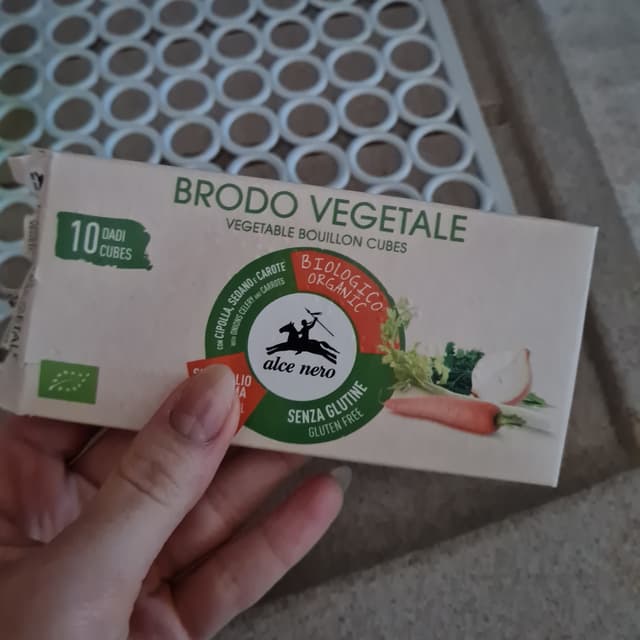 BRODO VEGETALE
VEGETABLE BOUILLON CUBES
10 DADI
CUBES
CON CIPOLLA, SEDANO E CAROTE
WITH ONIONS CELERY AND CARROTS
BIOLOGICO
ORGANIC
alce nero
SENZA GLUTINE
GLUTEN FREE